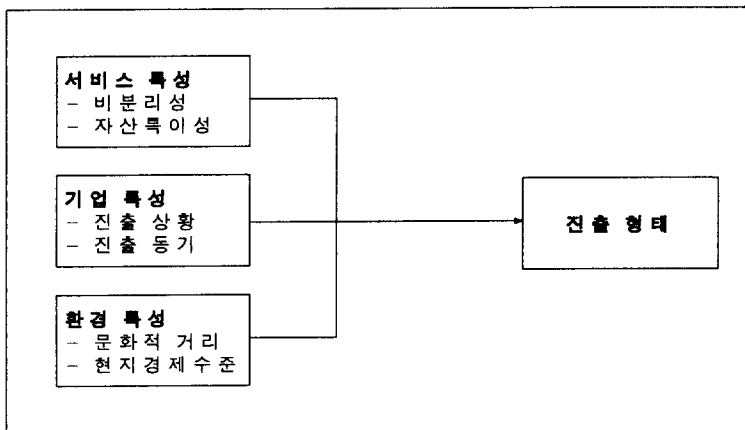 서비스 특성
- 비분리성
- 자산특이성
기업 특성
- 진출 상황
- 진출 동기
환경 특성
- 문화적 거리
- 현지경제수준
진출 형태